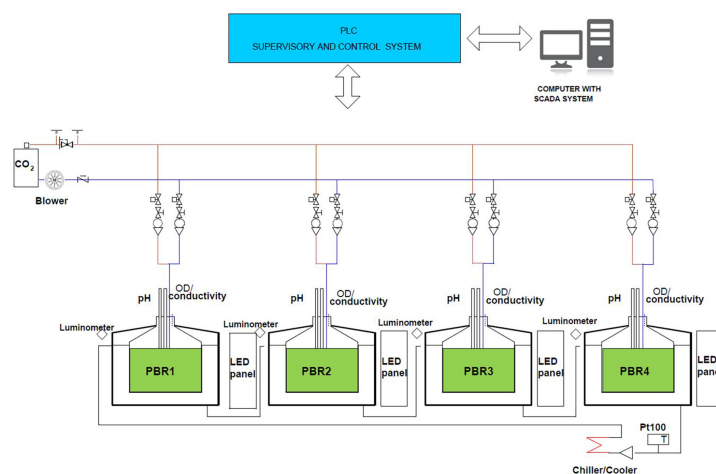 PLC
SUPERVISORY AND CONTROL SYSTEM
COMPUTER WITH
SCADA SYSTEM
CO2
Blower
pH
OD/
conductivity
pH
OD/
conductivity
pH
OD/
conductivity
pH
OD/
conductivity
Luminometer
Luminometer
Luminometer
Luminometer
PBR1
LED
panel
PBR2
LED
panel
PBR3
LED
panel
PBR4
LED
panel
Pt100
T
Chiller/Cooler